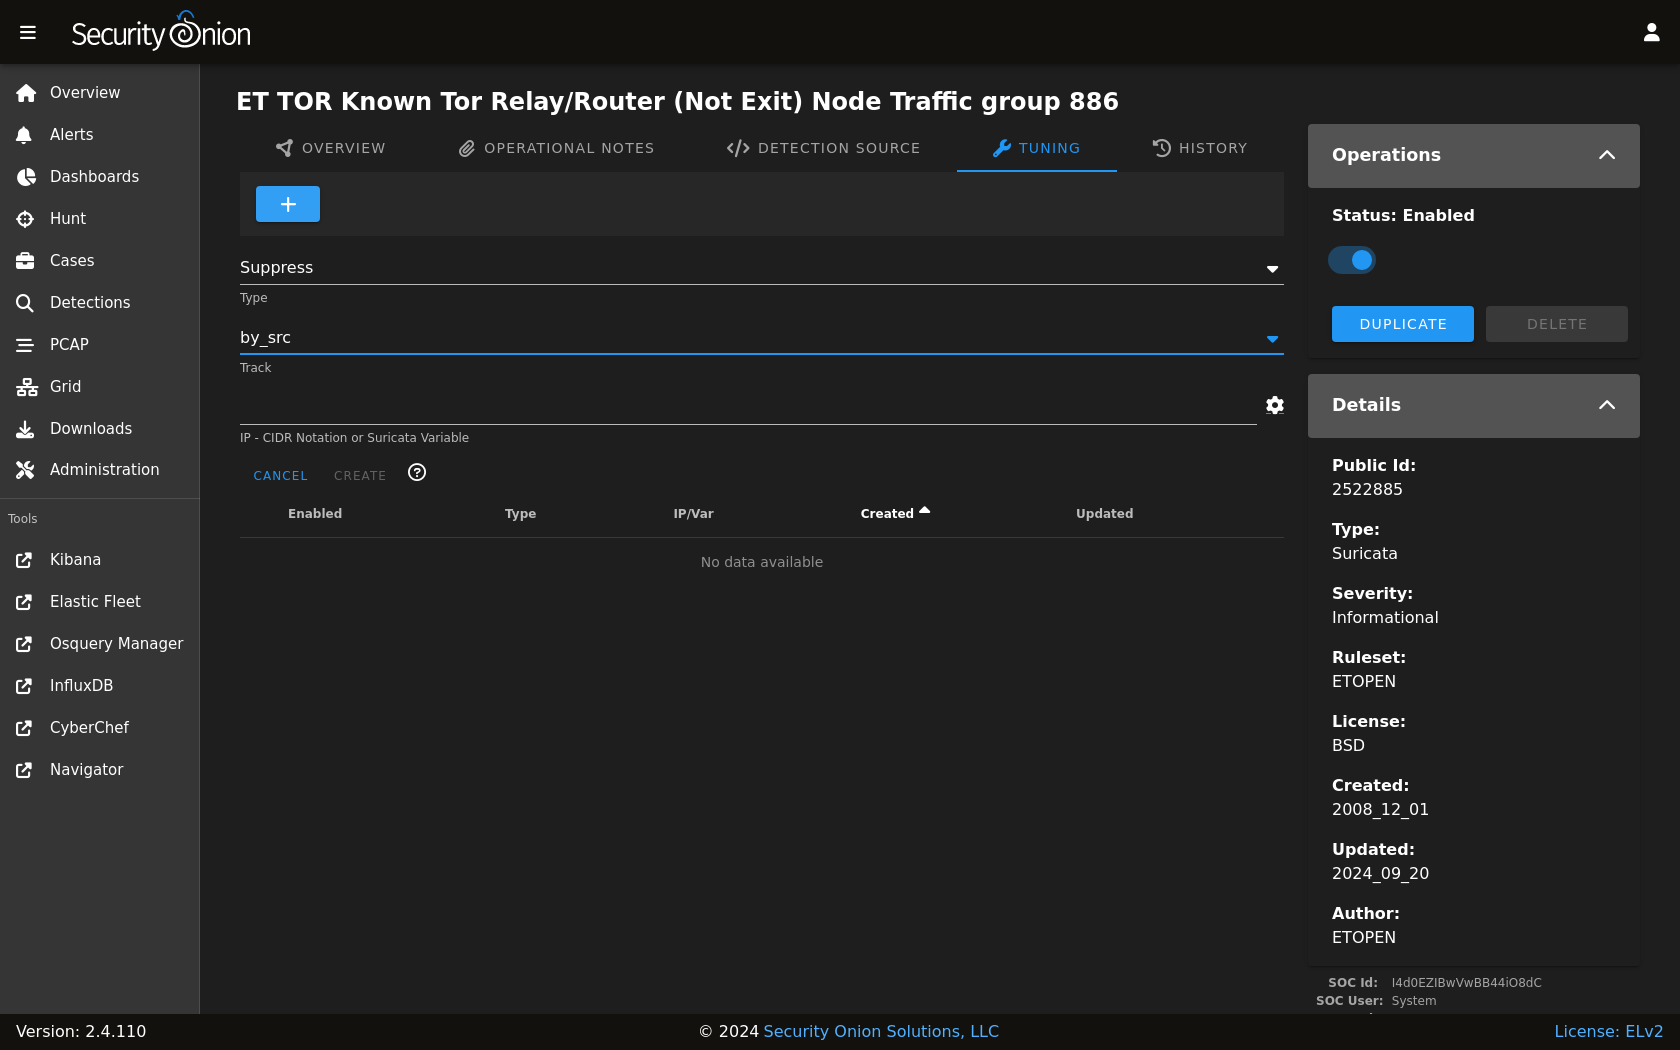 Security Onion
Overview
Alerts
Dashboards
Hunt
Cases
Detections
PCAP
Grid
Downloads
Administration
Tools
Kibana
Elastic Fleet
Osquery Manager
InfluxDB
CyberChef
Navigator
ET TOR Known Tor Relay/Router (Not Exit) Node Traffic group 886
OVERVIEW OPERATIONAL NOTES DETECTION SOURCE TUNING HISTORY
+
Suppress
Type
by_src
Track
IP - CIDR Notation or Suricata Variable
CANCEL CREATE
Enabled Type IP/Var Created Updated
No data available
Operations
Status: Enabled
DUPLICATE DELETE
Details
Public Id:
2522885
Type:
Suricata
Severity:
Informational
Ruleset:
ETOPEN
License:
BSD
Created:
2008_12_01
Updated:
2024_09_20
Author:
ETOPEN
SOC Id: I4d0EZIBwVwBB44iO8dC
SOC User: System
Version: 2.4.110 © 2024 Security Onion Solutions, LLC License: ELv2